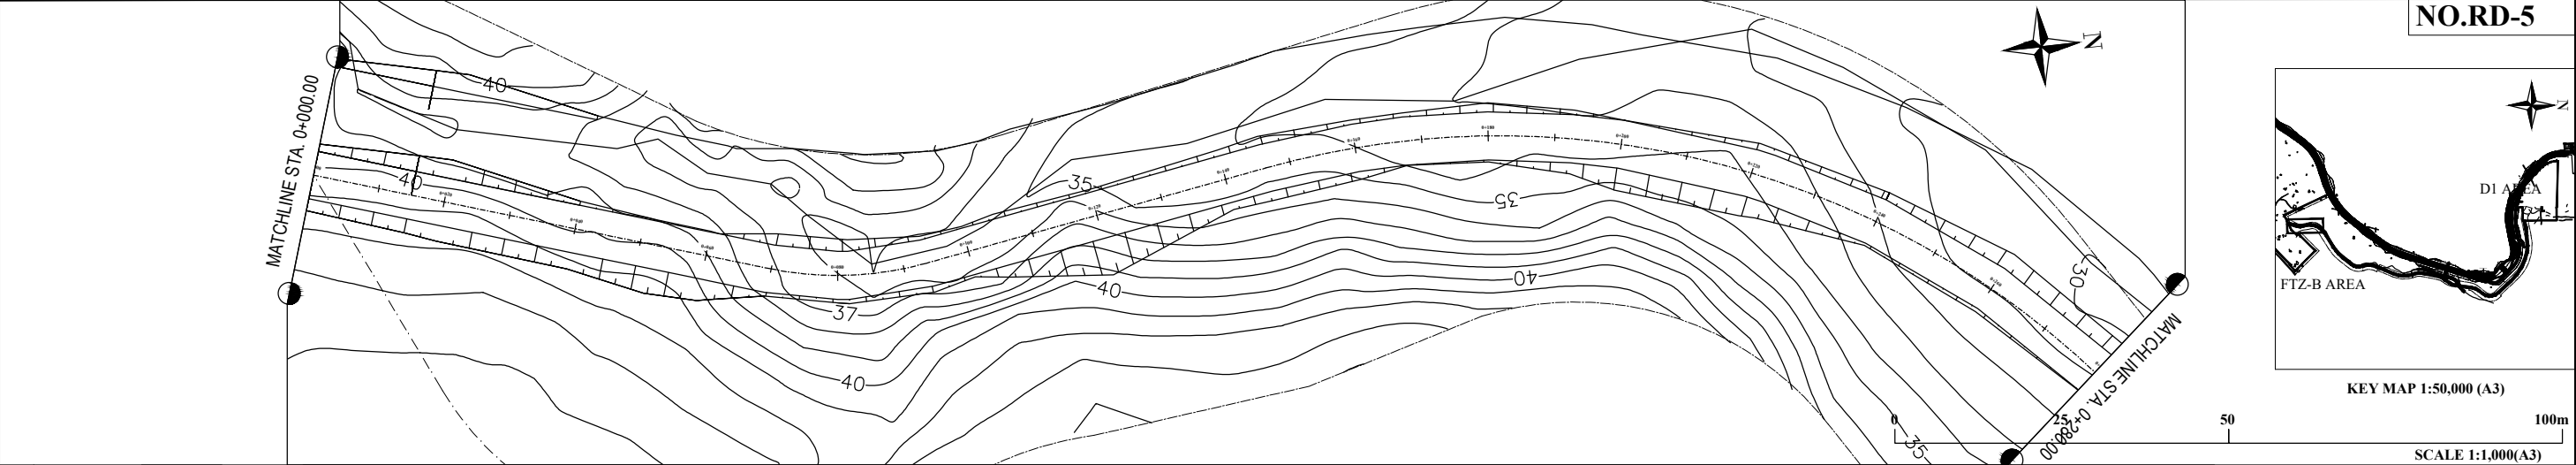 NO.RD-5
N
MATCHLINE STA. 0+000.00
40
40
35
35
37
40
40
40
30
35
MATCHLINE STA. 0+280.00
N
D1 AREA
FTZ-B AREA
KEY MAP 1:50,000 (A3)
0 25 50 100m
SCALE 1:1,000(A3)